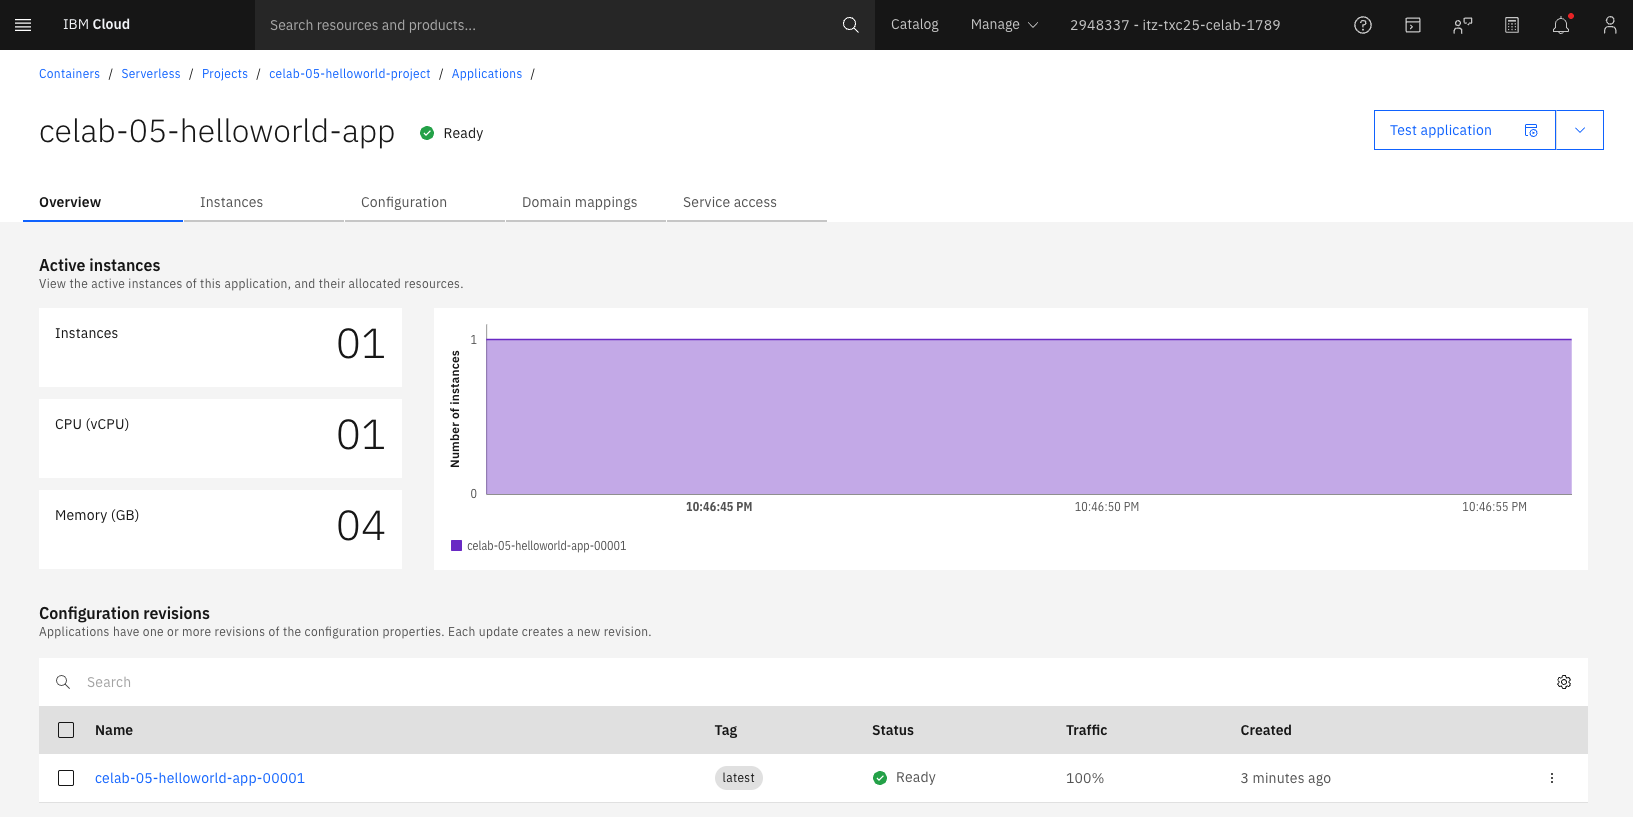 IBM Cloud
Search resources and products...
Catalog
Manage
2948337 - itz-txc25-celab-1789
Containers / Serverless / Projects / celab-05-helloworld-project / Applications /
celab-05-helloworld-app
Ready
Test application
Overview
Instances
Configuration
Domain mappings
Service access
Active instances
View the active instances of this application, and their allocated resources.
Instances
01
CPU (vCPU)
01
Memory (GB)
04
Number of instances
1
0
10:46:45 PM
10:46:50 PM
10:46:55 PM
celab-05-helloworld-app-00001
Configuration revisions
Applications have one or more revisions of the configuration properties. Each update creates a new revision.
Search
Name Tag Status Traffic Created
celab-05-helloworld-app-00001 latest Ready 100% 3 minutes ago